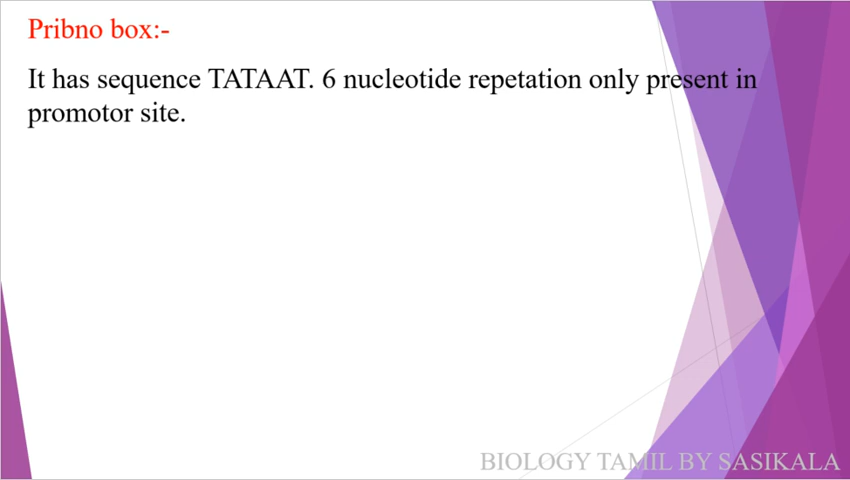 Pribno box:-
It has sequence TATAAT. 6 nucleotide repetation only present in
promotor site.
BIOLOGY TAMIL BY SASIKALA